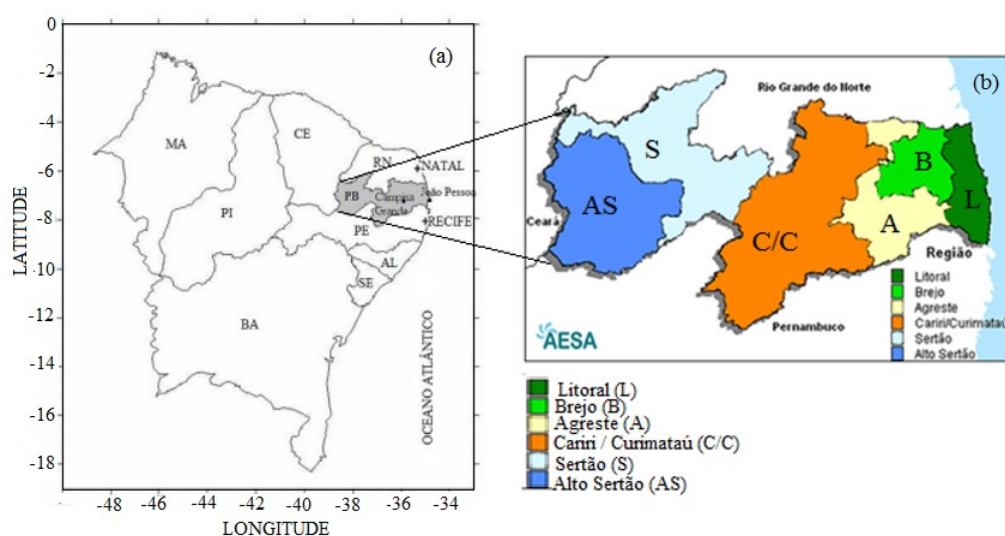 (a)
0
-2
-4
-6
-8
-10
-12
-14
-16
-18
LATITUDE
-48 -46 -44 -42 -40 -38 -36 -34
LONGITUDE
MA
CE
RN
NATAL
PB
João Pessoa
Campina
Grande
PI
PE
RECIFE
AL
SE
BA
OCEANO ATLÂNTICO
(b)
Rio Grande do Norte
S
B
AS
L
Ceará
A
C/C
Região
Litoral
Brejo
Agreste
Cariri/Curimataú
Sertão
Alto Sertão
Pernambuco
AESA
Litoral (L)
Brejo (B)
Agreste (A)
Cariri / Curimataú (C/C)
Sertão (S)
Alto Sertão (AS)